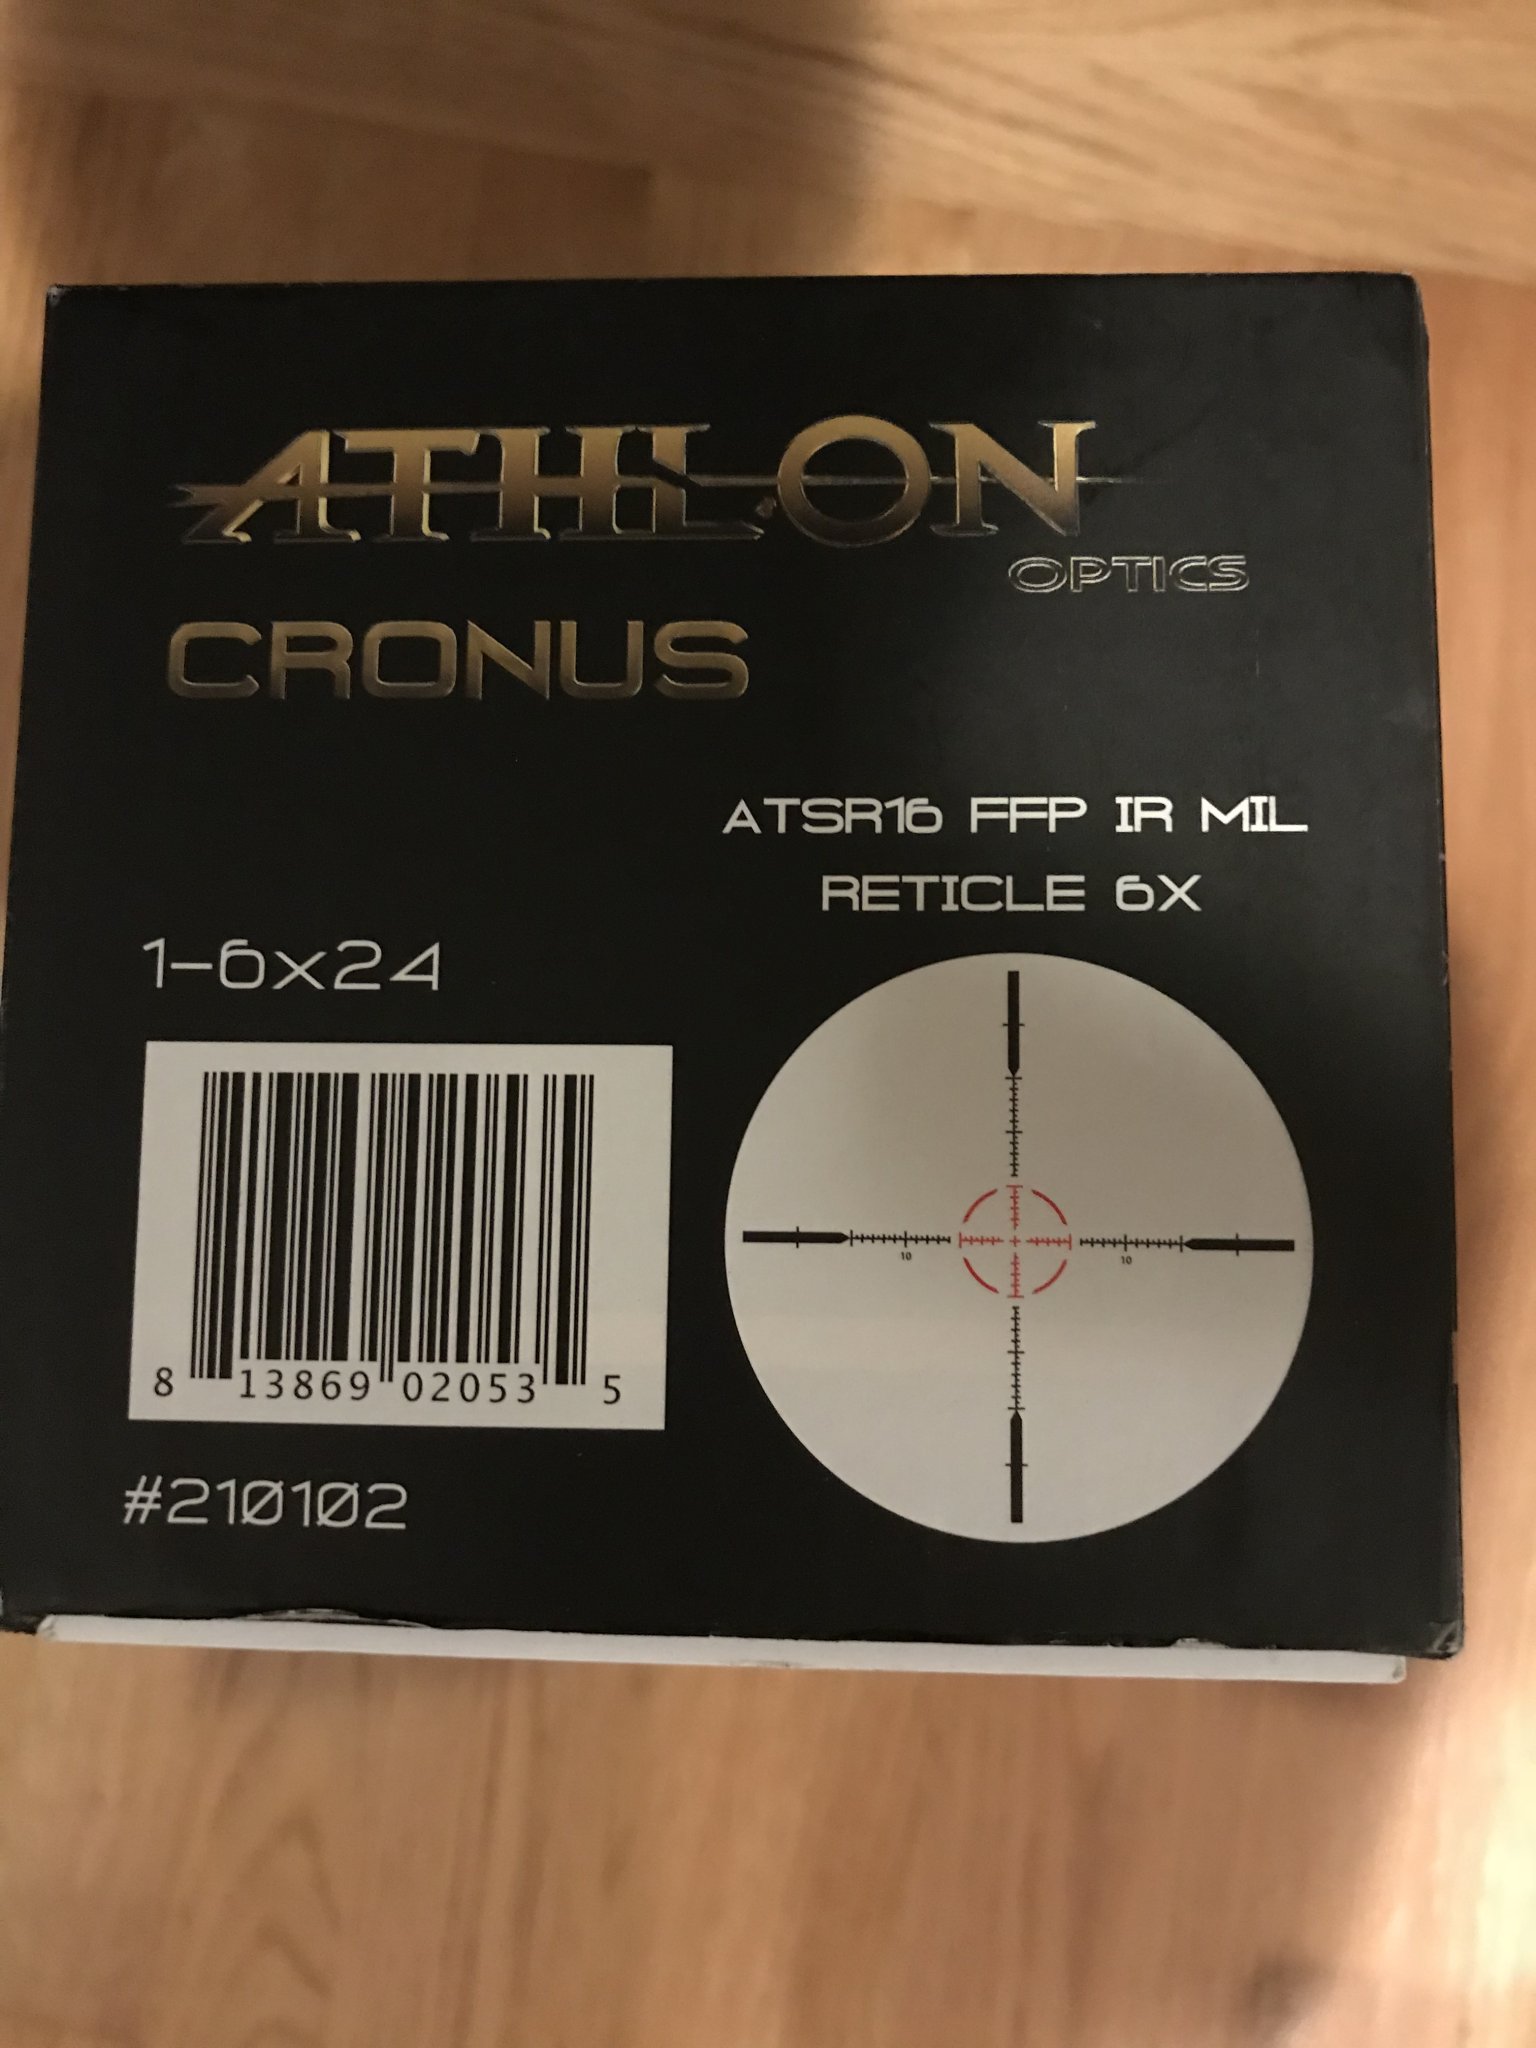 ATHLON
OPTICS
CRONUS
ATSR16 FFP IR MIL
RETICLE 6X
1-6x24
10 10
8 13869 02053 5
#210102